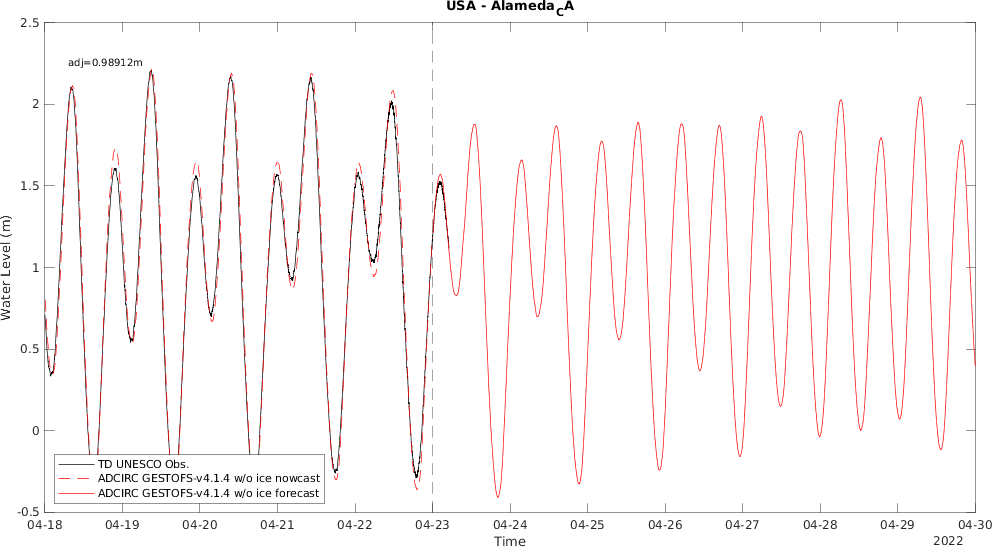 USA - Alameda_CA
adj=0.98912m
Water Level (m)
2.5
2
1.5
1
0.5
0
-0.5
TD UNESCO Obs.
ADCIRC GESTOFS-v4.1.4 w/o ice nowcast
ADCIRC GESTOFS-v4.1.4 w/o ice forecast
04-18 04-19 04-20 04-21 04-22 04-23 04-24 04-25 04-26 04-27 04-28 04-29 04-30
Time
2022